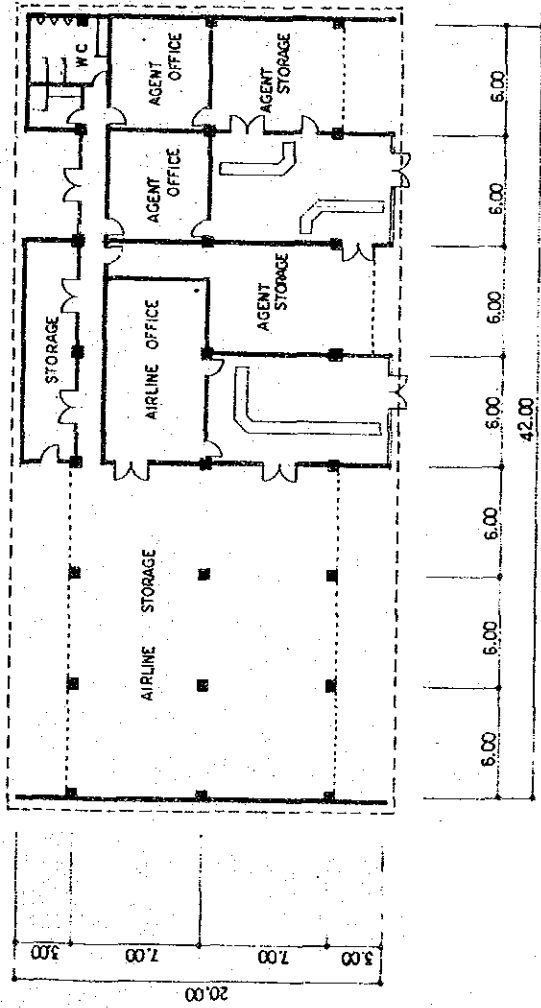 WC
AGENT
OFFICE
AGENT
STORAGE
AGENT
OFFICE
STORAGE
AIRLINE OFFICE
AGENT
STORAGE
AIRLINE STORAGE
6.00
6.00
6.00
6.00
6.00
6.00
6.00
42.00
3.00
7.00
7.00
3.00
20.00